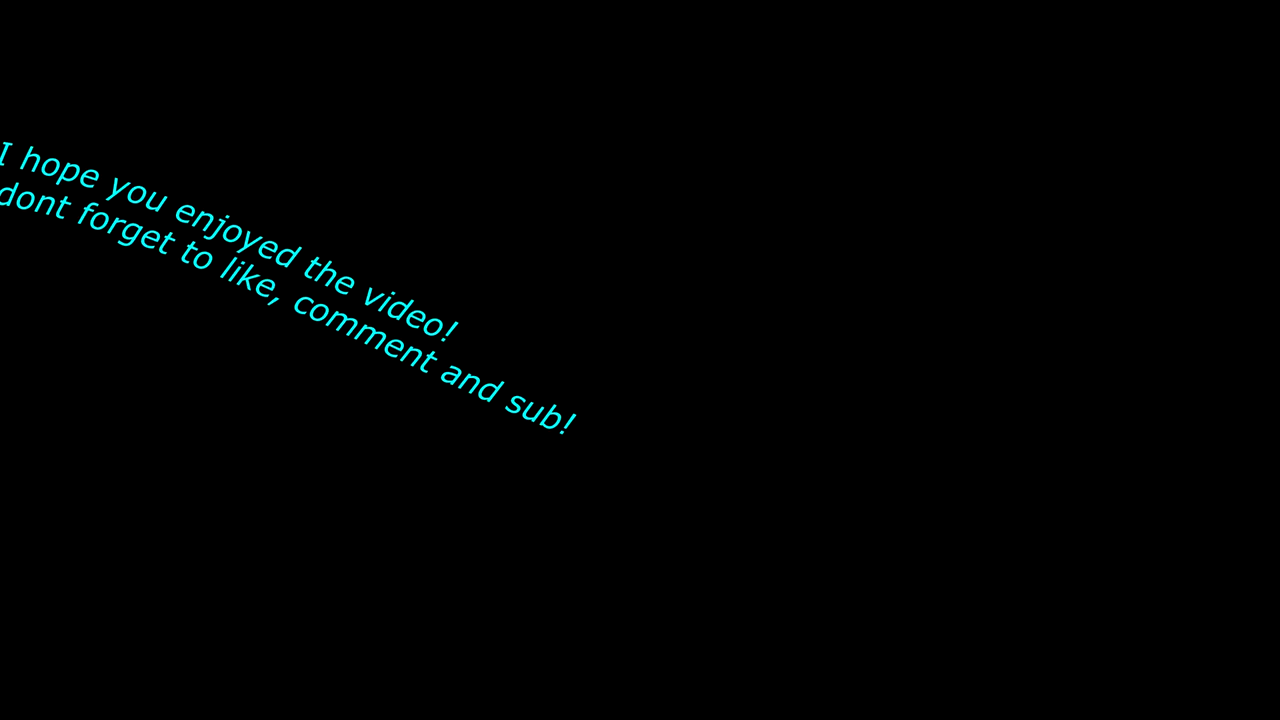 I hope you enjoyed the video!
dont forget to like, comment and sub!